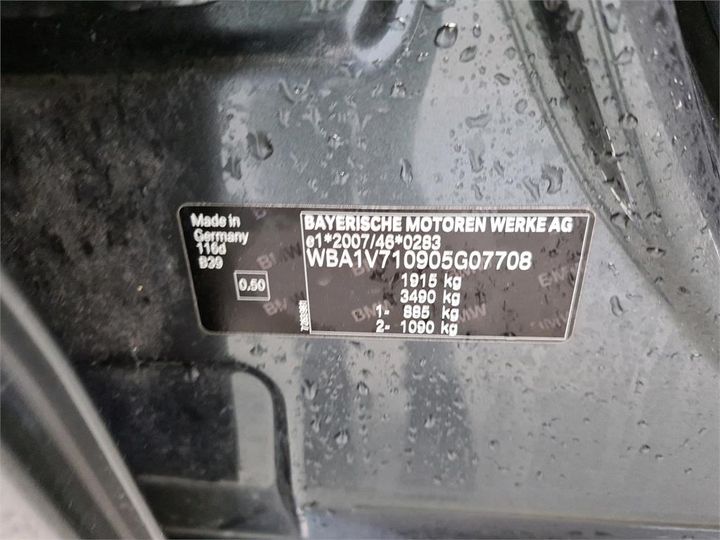 Made in
Germany
116d
B39
0.50
BAYERISCHE MOTOREN WERKE AG
e1*2007/46*0283
WBA1V710905G07708
1915 kg
3490 kg
1- 885 kg
2- 1090 kg
BMW